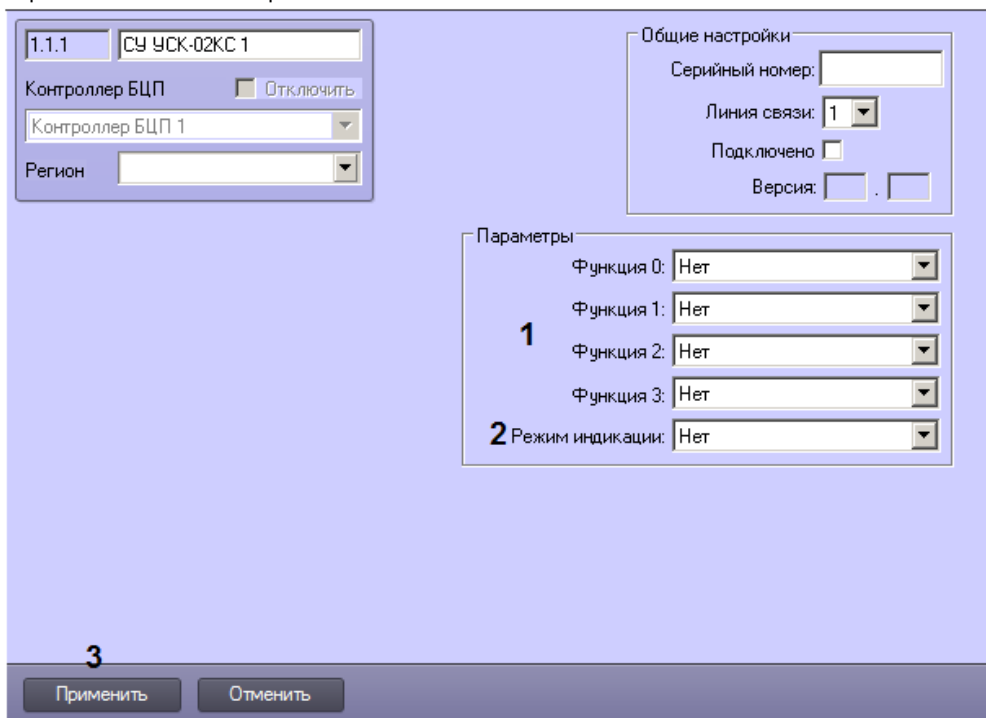 1.1.1 СУ УСК-02КС 1
Контроллер БЦП Отключить
Контроллер БЦП 1
Регион
Общие настройки
Серийный номер:
Линия связи: 1
Подключено
Версия: .
Параметры
Функция 0: Нет
1
Функция 1: Нет
Функция 2: Нет
Функция 3: Нет
2 Режим индикации: Нет
3
Применить Отменить